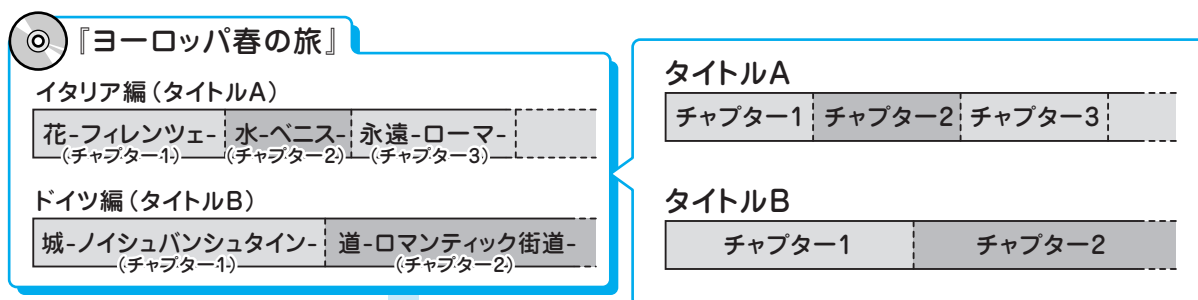 『ヨーロッパ春の旅』
イタリア編（タイトルA）
花-フィレンツェ- 水-ベニス- 永遠-ローマ-
（チャプター1） （チャプター2） （チャプター3）
ドイツ編（タイトルB）
城-ノイシュバンシュタイン- 道-ロマンティック街道-
（チャプター1） （チャプター2）
タイトルA
チャプター1 チャプター2 チャプター3
タイトルB
チャプター1 チャプター2